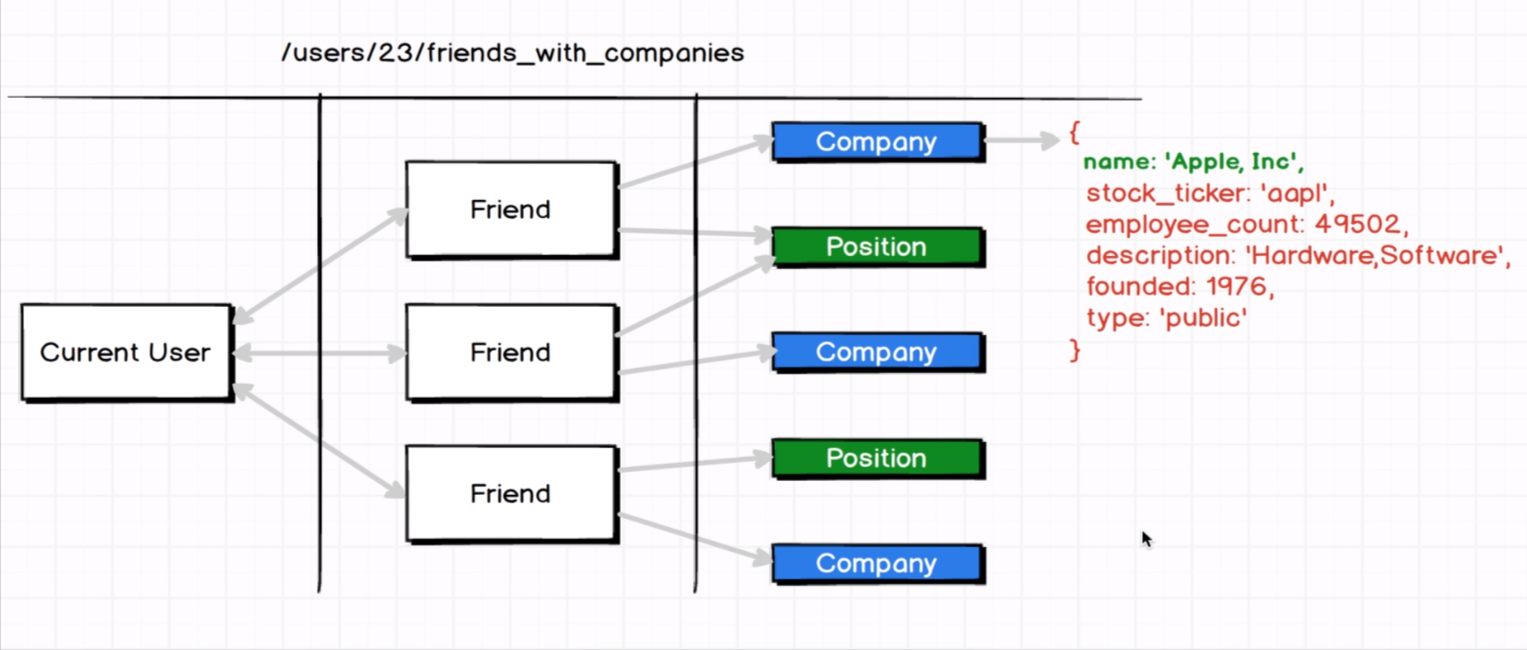 /users/23/friends_with_companies
Company
{
name: 'Apple, Inc',
stock_ticker: 'aapl',
employee_count: 49502,
description: 'Hardware,Software',
founded: 1976,
type: 'public'
}
Friend
Position
Current User
Friend
Company
Position
Friend
Company